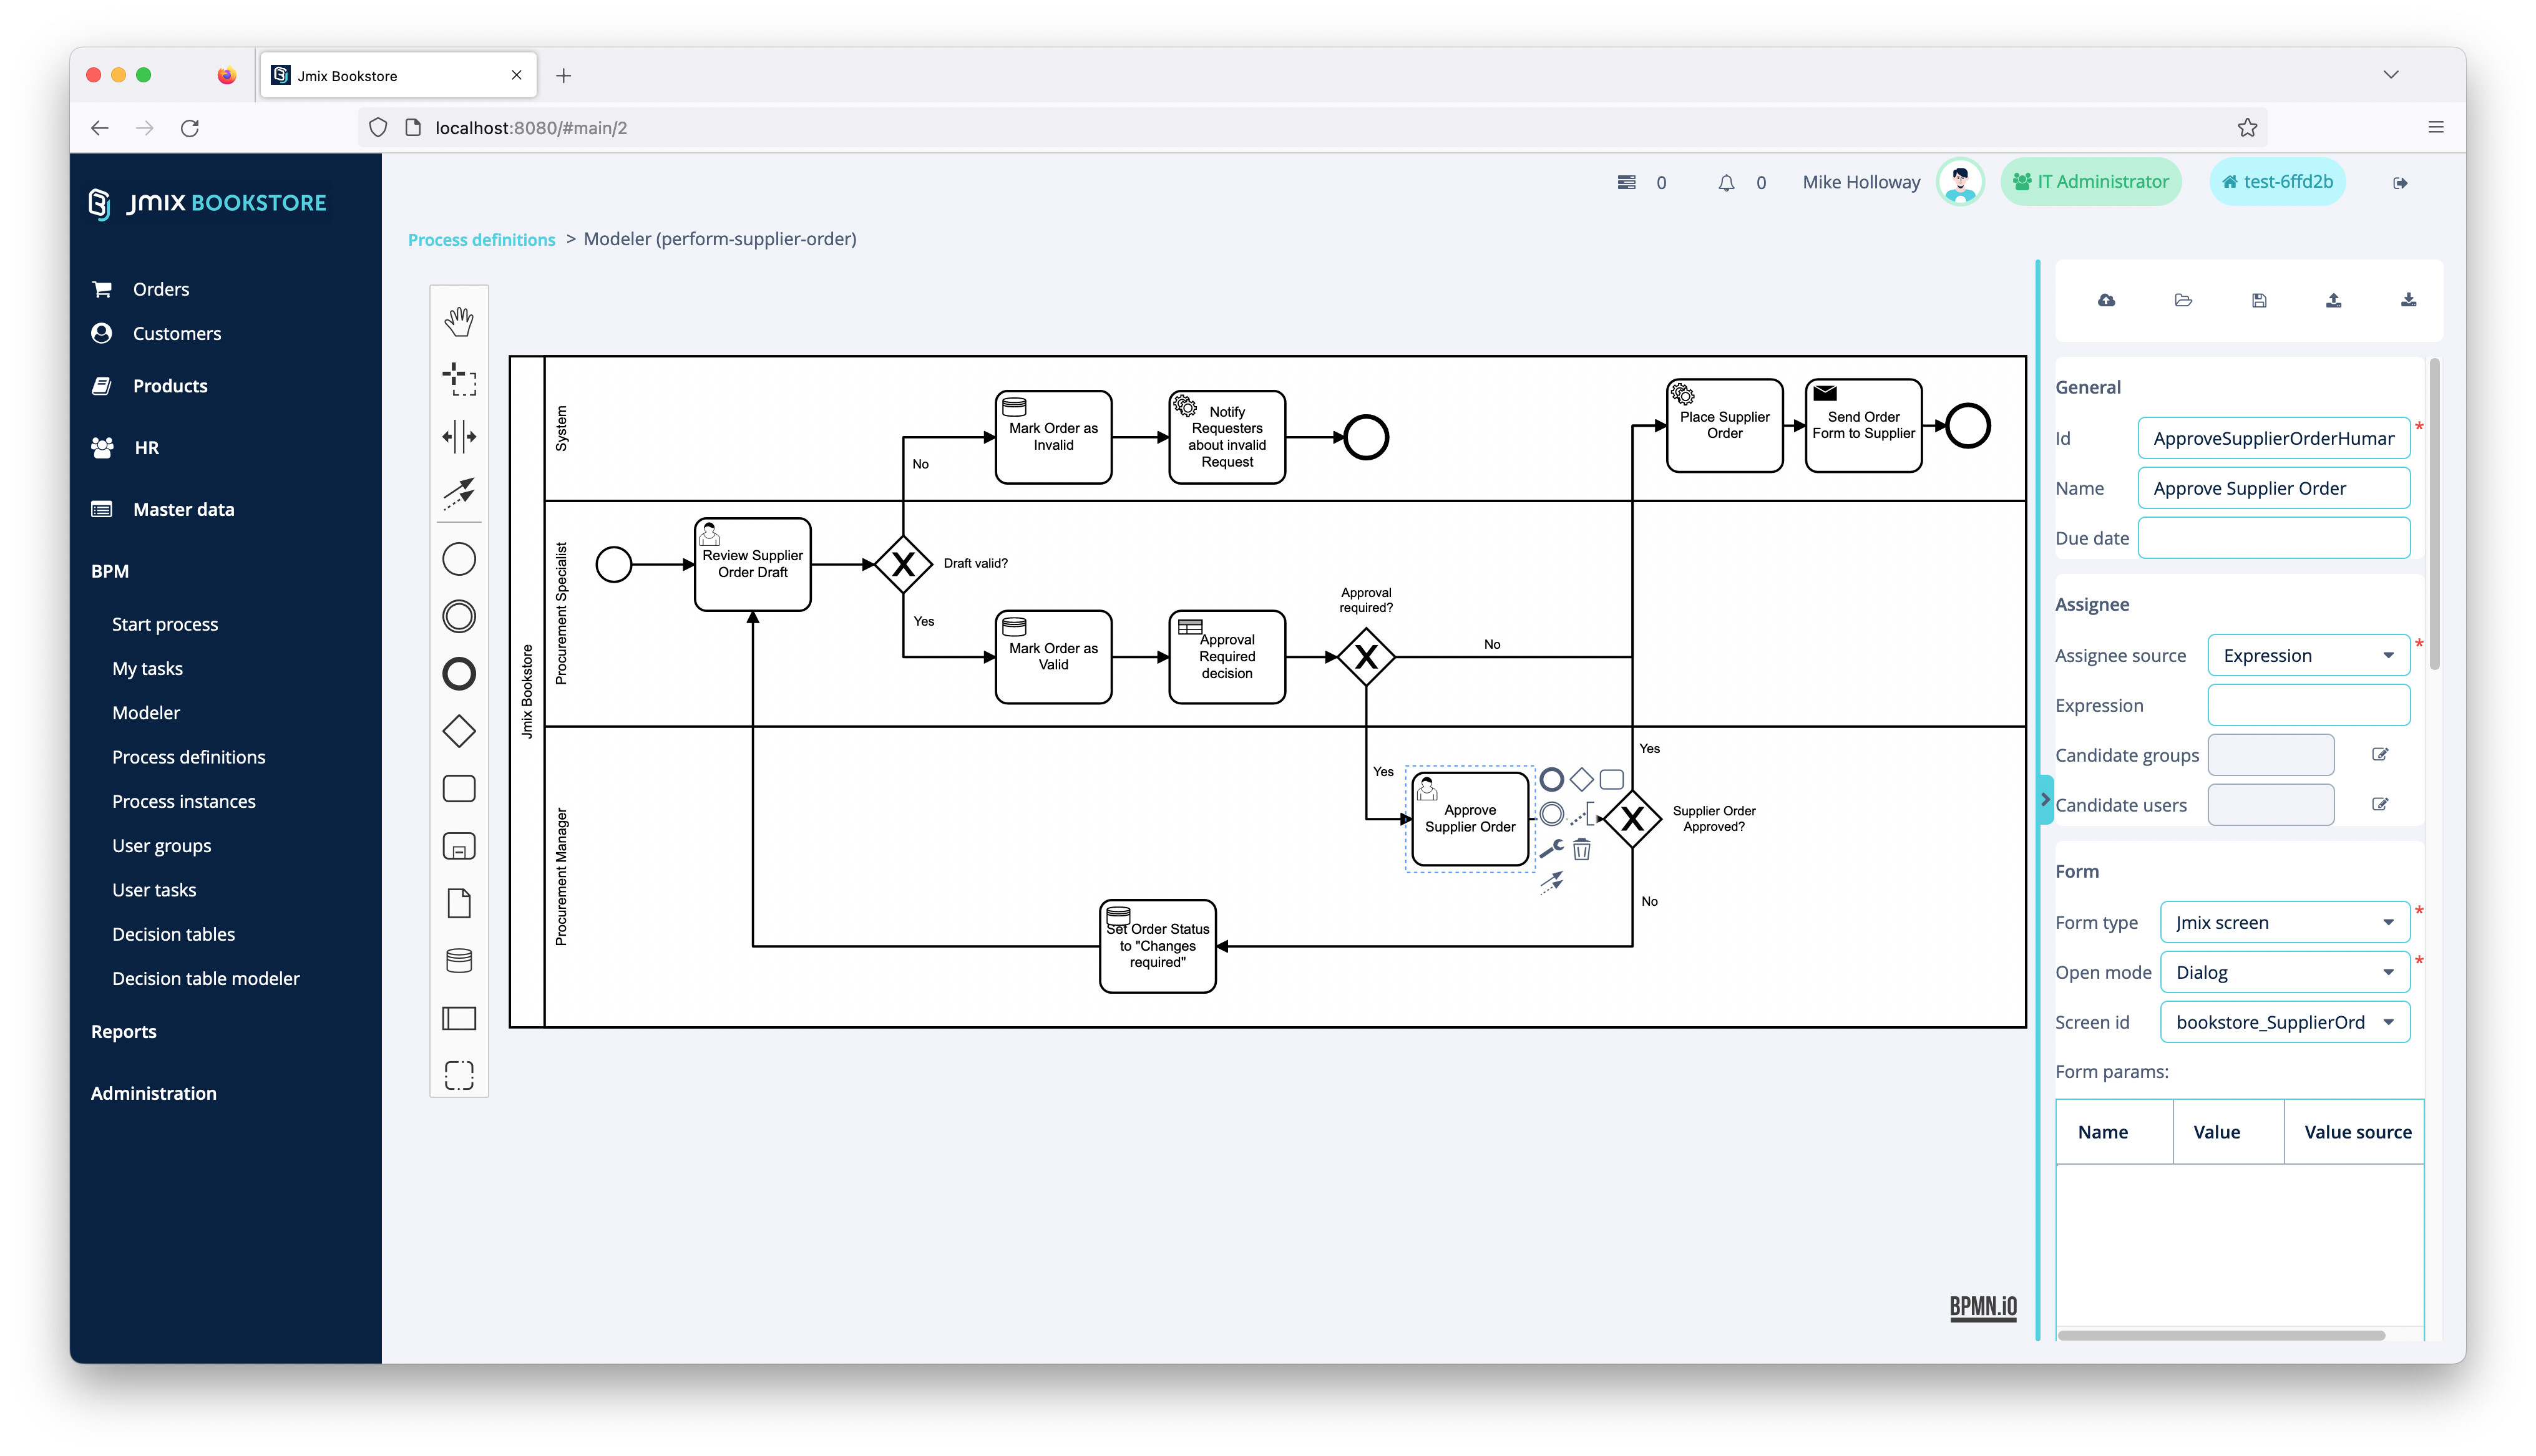 Jmix Bookstore
localhost:8080/#main/2
JMIX BOOKSTORE
0
0
Mike Holloway
IT Administrator
test-6ffd2b
Process definitions > Modeler (perform-supplier-order)
Orders
Customers
Products
HR
Master data
BPM
Start process
My tasks
Modeler
Process definitions
Process instances
User groups
User tasks
Decision tables
Decision table modeler
Reports
Administration
Jmix Bookstore
System
Mark Order as
Invalid
Notify
Requesters
about invalid
Request
Place Supplier
Order
Send Order
Form to Supplier
No
Procurement Specialist
Review Supplier
Order Draft
Draft valid?
Yes
Mark Order as
Valid
Approval
Required
decision
Approval
required?
No
Procurement Manager
Yes
Approve
Supplier Order
Yes
Supplier Order
Approved?
No
Set Order Status
to "Changes
required"
BPMN.iO
General
Id
ApproveSupplierOrderHumar
*
Name
Approve Supplier Order
Due date
Assignee
Assignee source
Expression
*
Expression
Candidate groups
Candidate users
Form
Form type
Jmix screen
*
Open mode
Dialog
*
Screen id
bookstore_SupplierOrd
Form params:
Name
Value
Value source